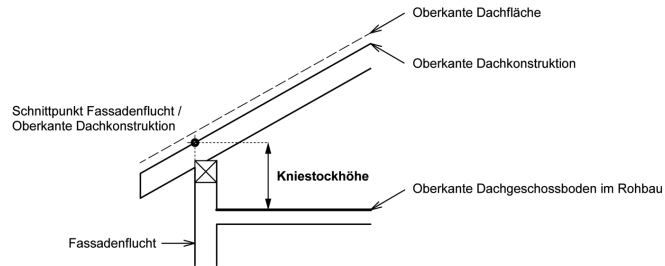 Oberkante Dachfläche
Oberkante Dachkonstruktion
Schnittpunkt Fassadenflucht /
Oberkante Dachkonstruktion
Kniestockhöhe
Oberkante Dachgeschossboden im Rohbau
Fassadenflucht